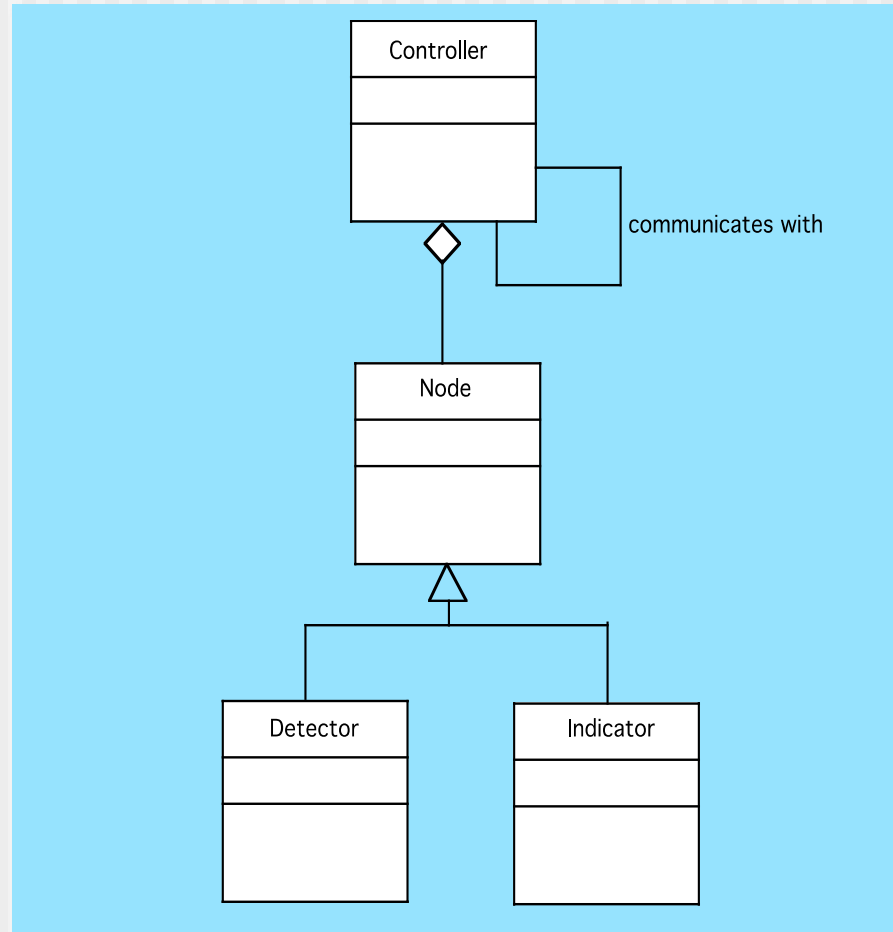 Controller
communicates with
Node
Detector
Indicator